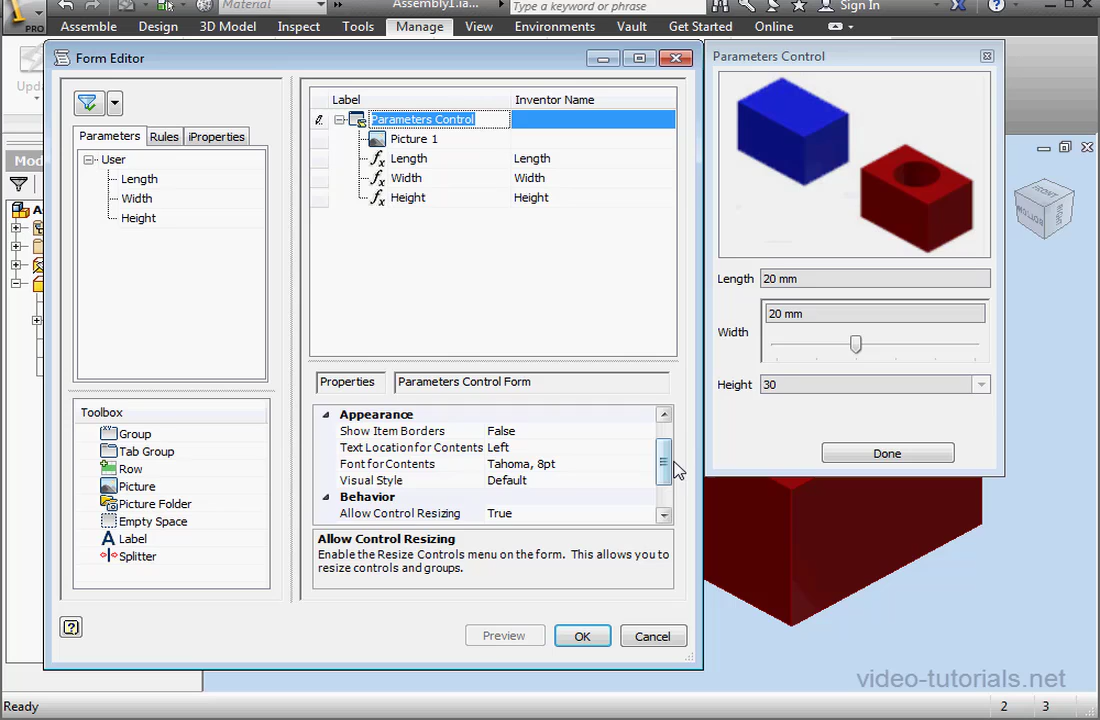 Material
Assembly1.ia...
Type a keyword or phrase
Sign In
PRO
Assemble
Design
3D Model
Inspect
Tools
Manage
View
Environments
Vault
Get Started
Online
Upda
Form Editor
Parameters Control
Mod
A
Parameters
Rules
iProperties
User
Length
Width
Height
Label
Inventor Name
Parameters Control
Picture 1
Length
Length
Width
Width
Height
Height
Toolbox
Group
Tab Group
Row
Picture
Picture Folder
Empty Space
Label
Splitter
Properties
Parameters Control Form
Appearance
Show Item Borders
False
Text Location for Contents
Left
Font for Contents
Tahoma, 8pt
Visual Style
Default
Behavior
Allow Control Resizing
True
Allow Control Resizing
Enable the Resize Controls menu on the form. This allows you to
resize controls and groups.
Preview
OK
Cancel
Length
20 mm
Width
20 mm
Height
30
Done
FRONT
BOTTOM
RIGHT
video-tutorials.net
Ready
2
3